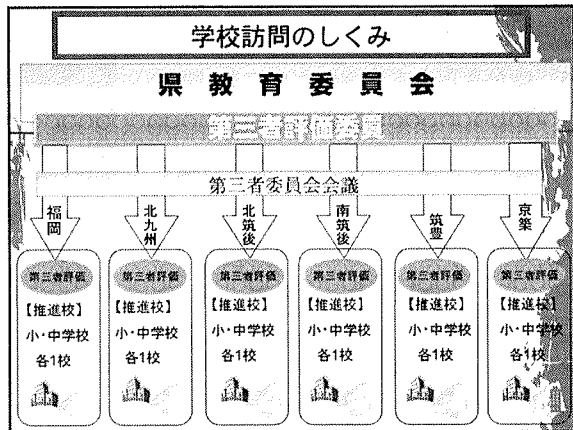 学校訪問のしくみ
県教育委員会
第三者評価委員
第三者委員会会議
福岡
北九州
北筑後
南筑後
筑豊
京築
第三者評価
【推進校】
小・中学校
各1校
第三者評価
【推進校】
小・中学校
各1校
第三者評価
【推進校】
小・中学校
各1校
第三者評価
【推進校】
小・中学校
各1校
第三者評価
【推進校】
小・中学校
各1校
第三者評価
【推進校】
小・中学校
各1校